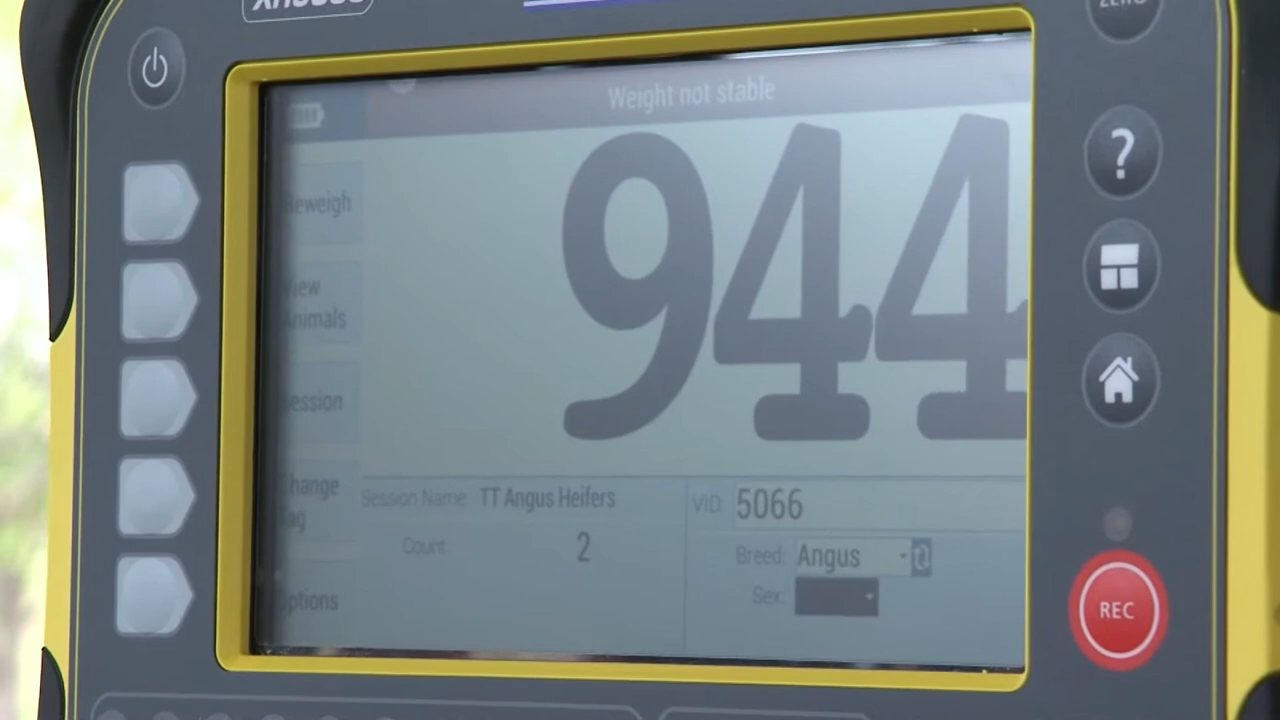 ZERO
Weight not stable
944
Reweigh
View
Animals
Session
Change
Tag
Options
Session Name: TT Angus Heifers
Count 2
VID: 5066
Breed: Angus
Sex:
?
REC